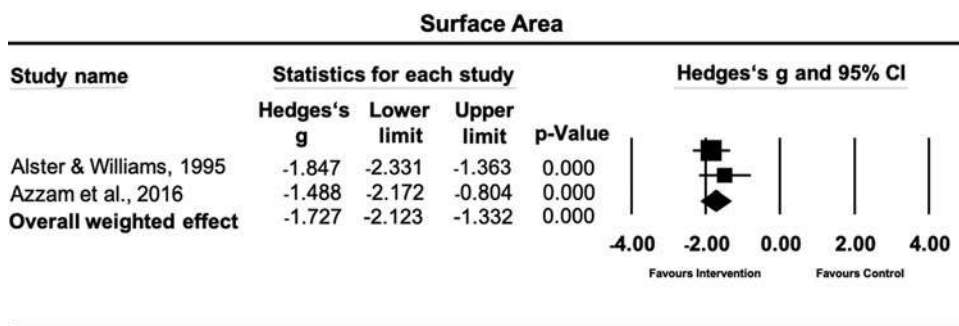 Surface Area
Study name Statistics for each study Hedges's g and 95% CI
Hedges's g Lower limit Upper limit p-Value
Alster & Williams, 1995 -1.847 -2.331 -1.363 0.000
Azzam et al., 2016 -1.488 -2.172 -0.804 0.000
Overall weighted effect -1.727 -2.123 -1.332 0.000
-4.00 -2.00 0.00 2.00 4.00
Favours Intervention Favours Control